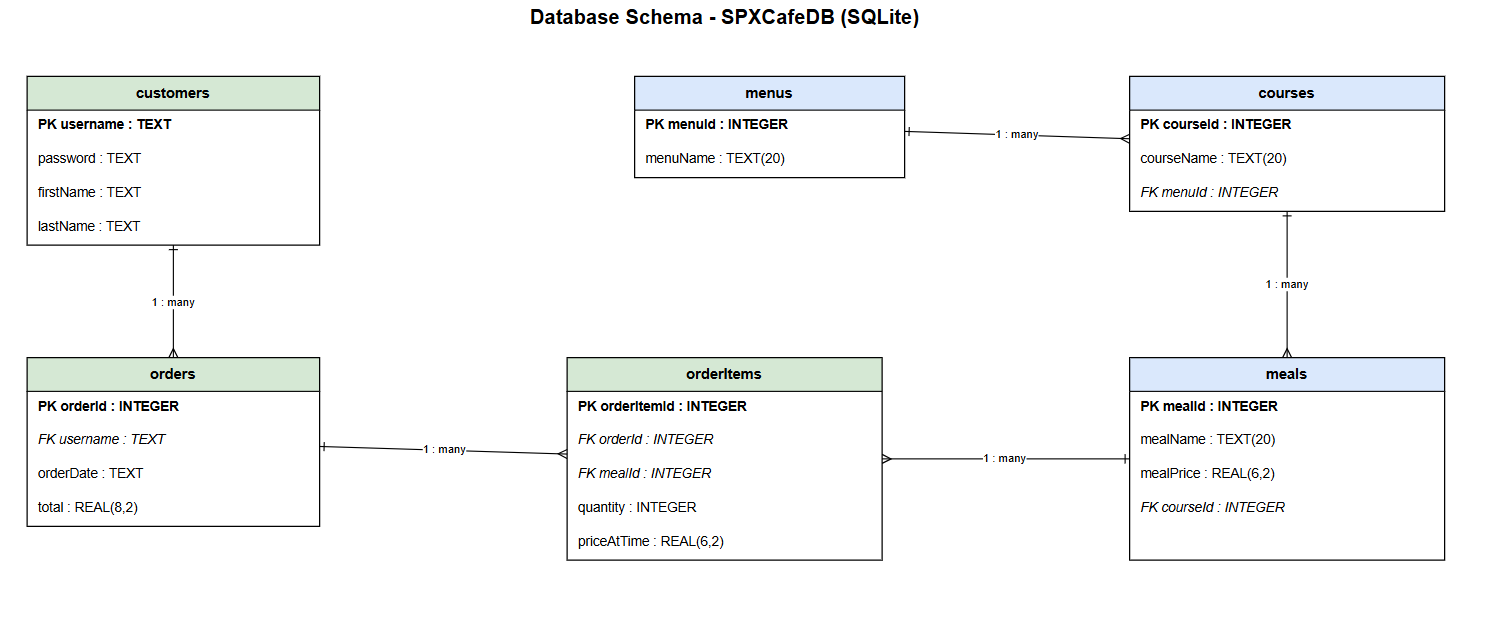 Database Schema - SPXCafeDB (SQLite)
customers
PK username : TEXT
password : TEXT
firstName : TEXT
lastName : TEXT
menus
PK menuId : INTEGER
menuName : TEXT(20)
1 : many
courses
PK courseId : INTEGER
courseName : TEXT(20)
FK menuId : INTEGER
1 : many
1 : many
orders
PK orderId : INTEGER
FK username : TEXT
orderDate : TEXT
total : REAL(8,2)
1 : many
orderItems
PK orderItemId : INTEGER
FK orderId : INTEGER
FK mealId : INTEGER
quantity : INTEGER
priceAtTime : REAL(6,2)
1 : many
meals
PK mealId : INTEGER
mealName : TEXT(20)
mealPrice : REAL(6,2)
FK courseId : INTEGER